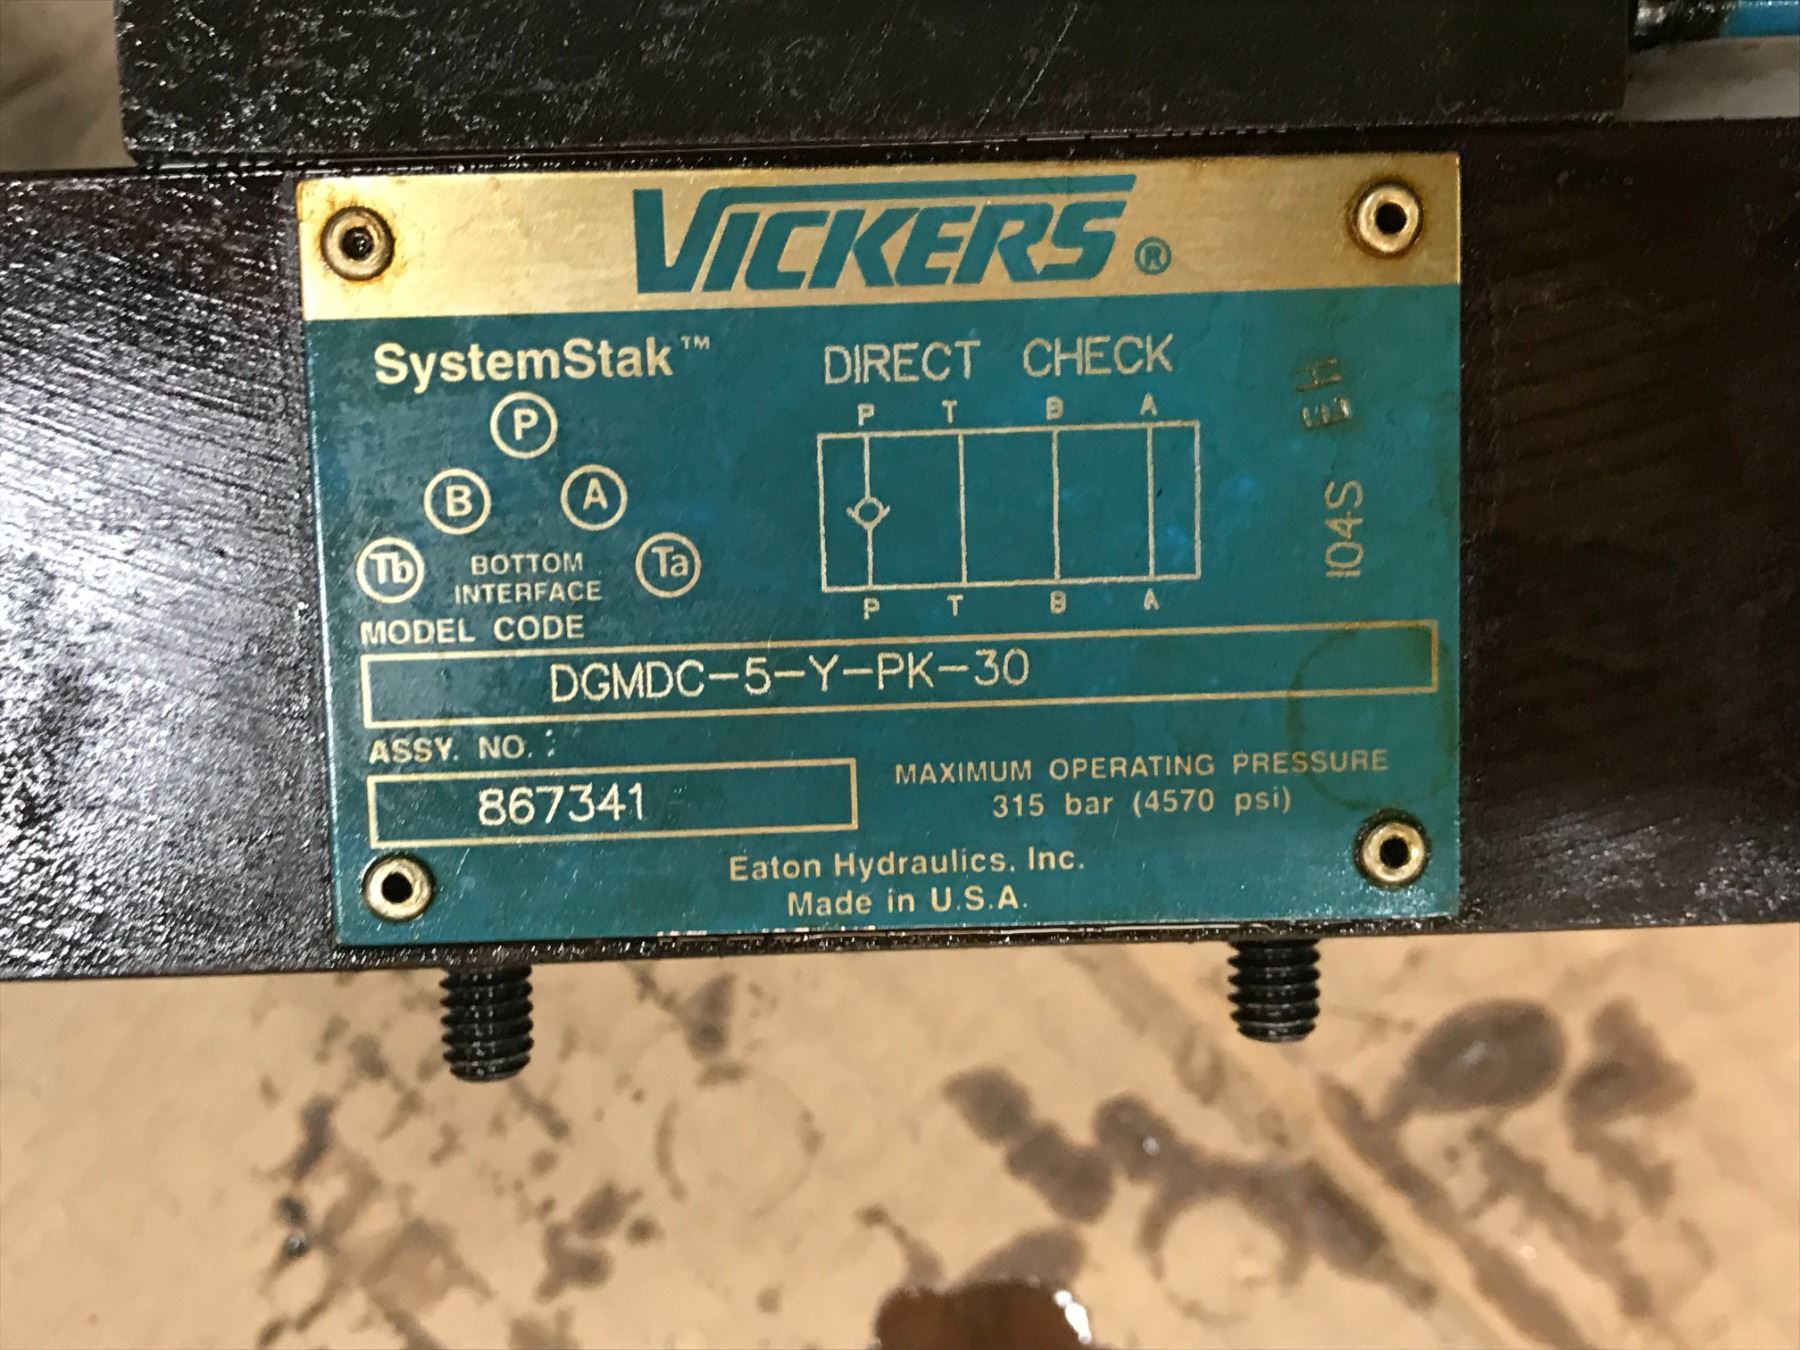 VICKERS®
SystemStak™
DIRECT CHECK
P
B A
Tb BOTTOM INTERFACE Ta
P T B A
P T B A
104S EH
MODEL CODE
DGMDC-5-Y-PK-30
ASSY. NO.:
867341
MAXIMUM OPERATING PRESSURE
315 bar (4570 psi)
Eaton Hydraulics, Inc.
Made in U.S.A.